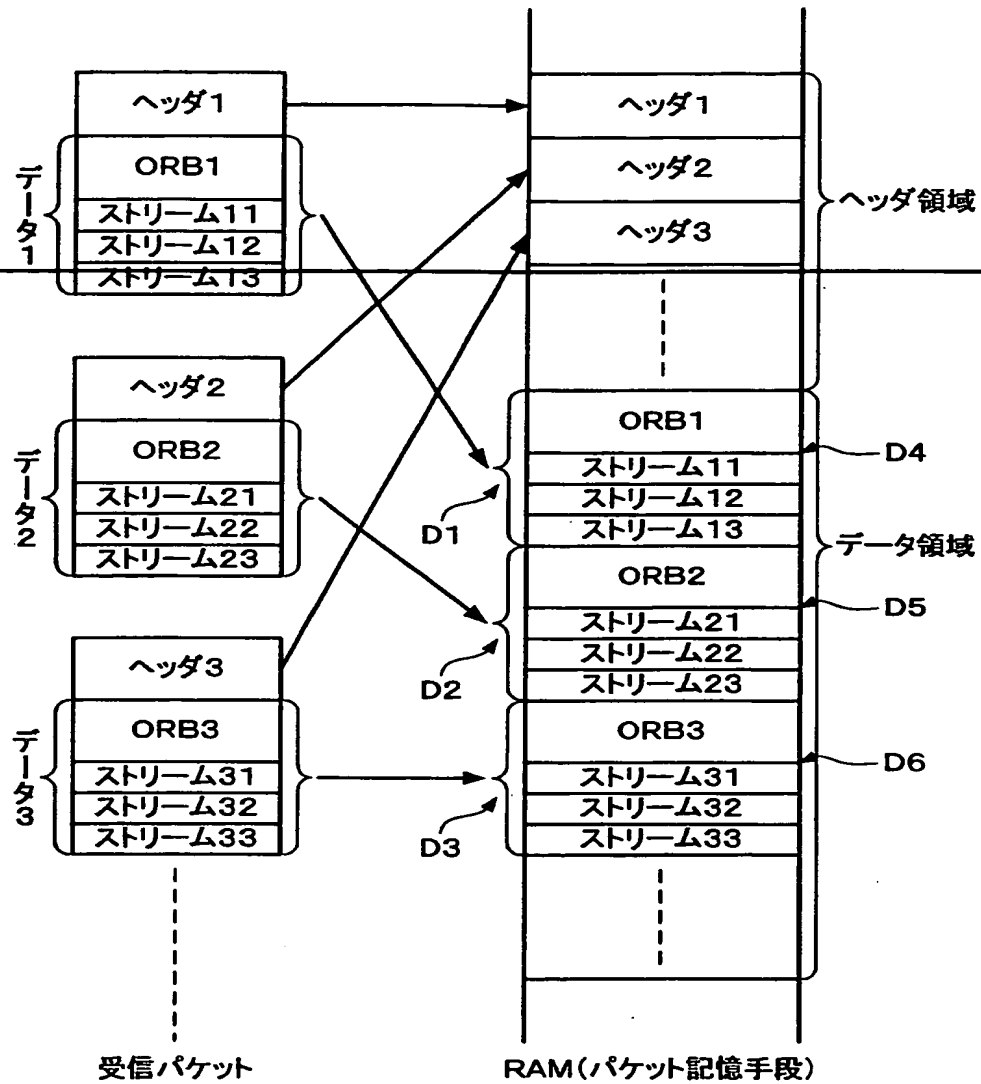 ヘッダ1
データ1
ORB1
ストリーム11
ストリーム12
ストリーム13
ヘッダ2
データ2
ORB2
ストリーム21
ストリーム22
ストリーム23
ヘッダ3
データ3
ORB3
ストリーム31
ストリーム32
ストリーム33
受信パケット
ヘッダ1
ヘッダ2
ヘッダ3
ヘッダ領域
ORB1
ストリーム11
ストリーム12
ストリーム13
D1
D4
データ領域
ORB2
ストリーム21
ストリーム22
ストリーム23
D2
D5
ORB3
ストリーム31
ストリーム32
ストリーム33
D3
D6
RAM(パケット記憶手段)